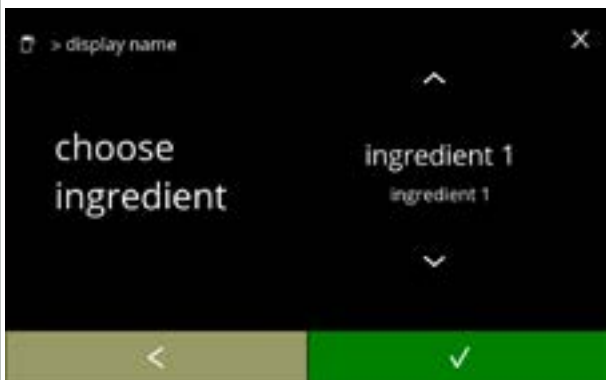 > display name
choose
ingredient
ingredient 1
ingredient 1